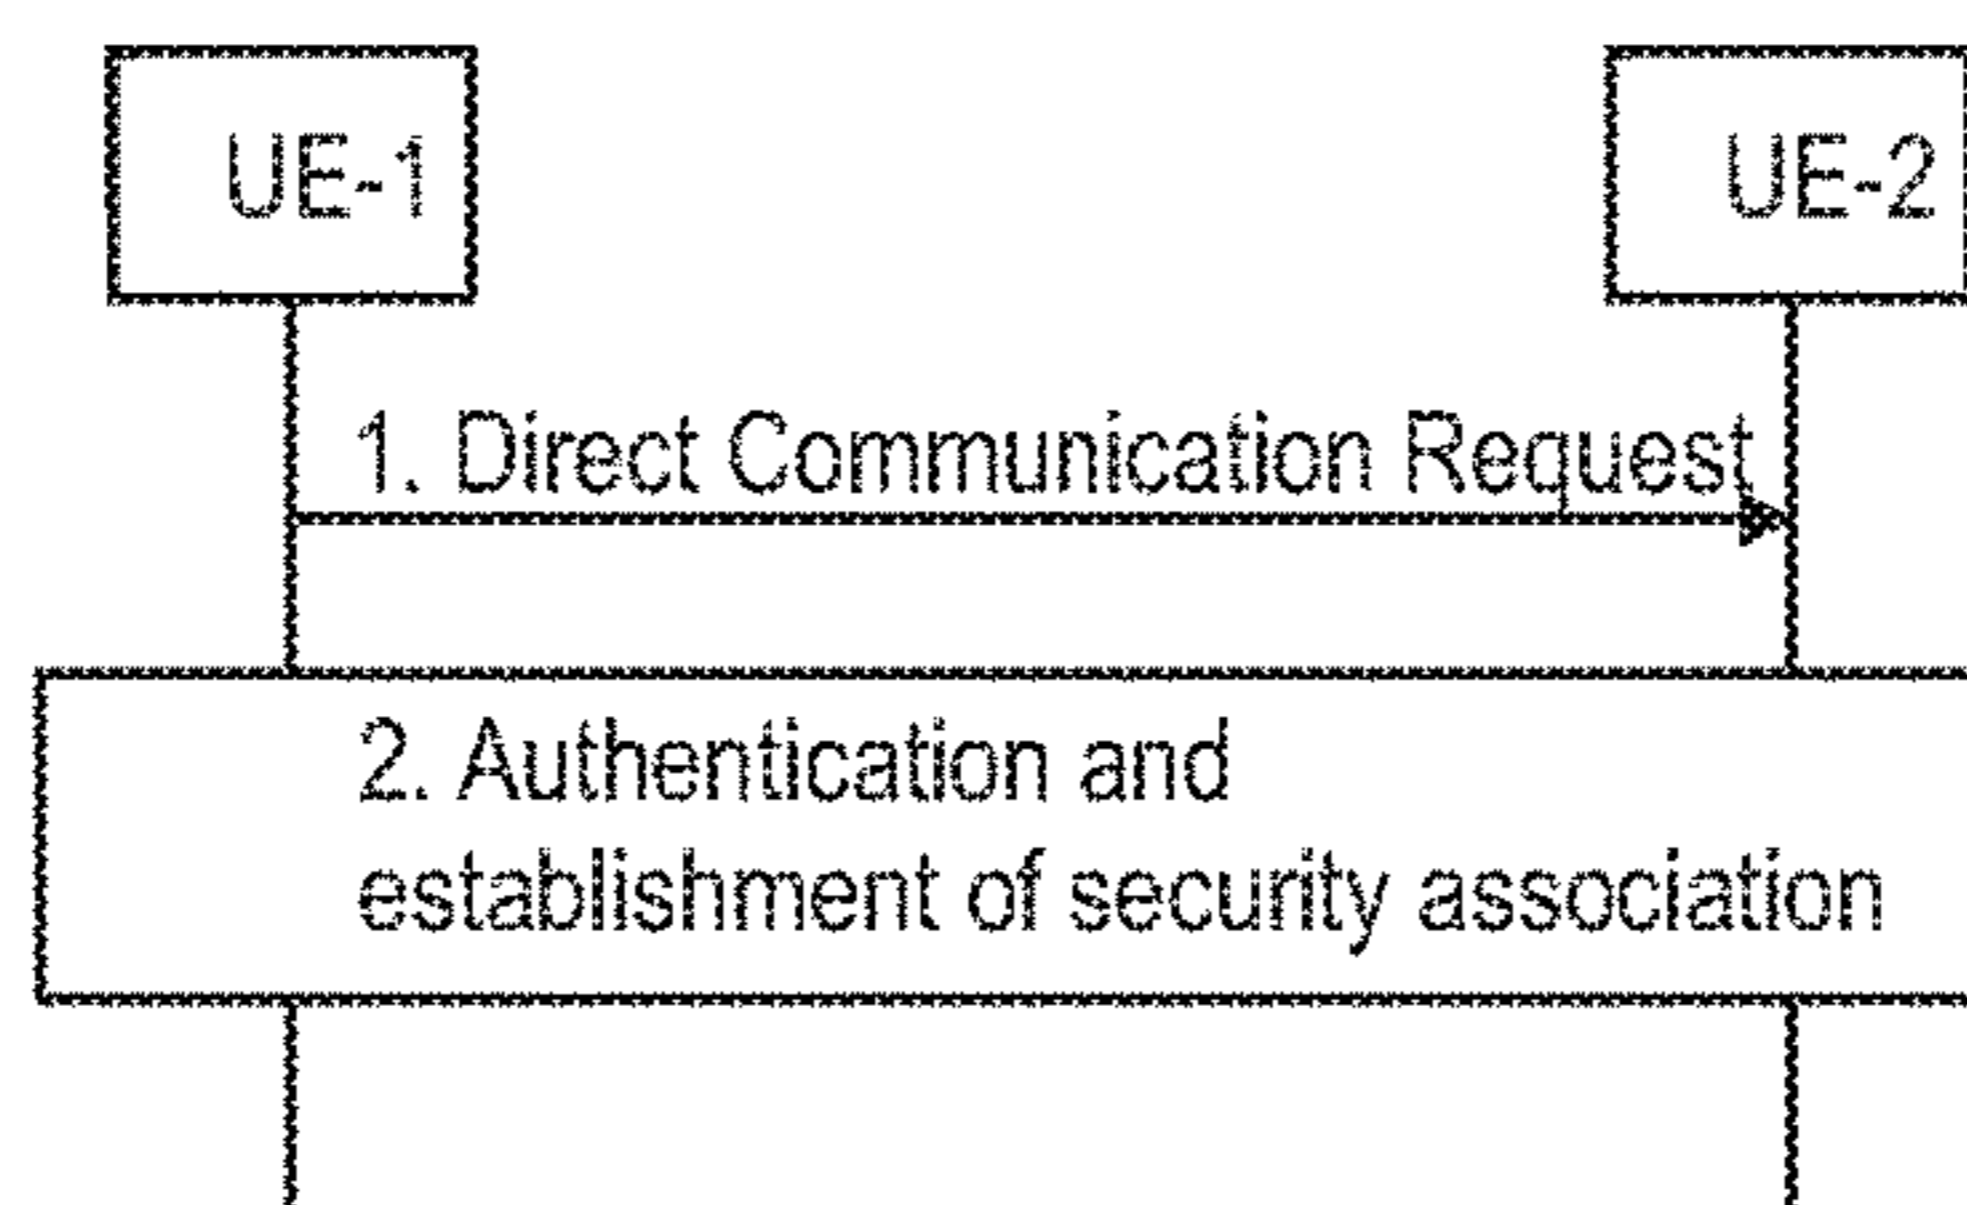 UE-1
UE-2
1. Direct Communication Request
2. Authentication and
establishment of security association